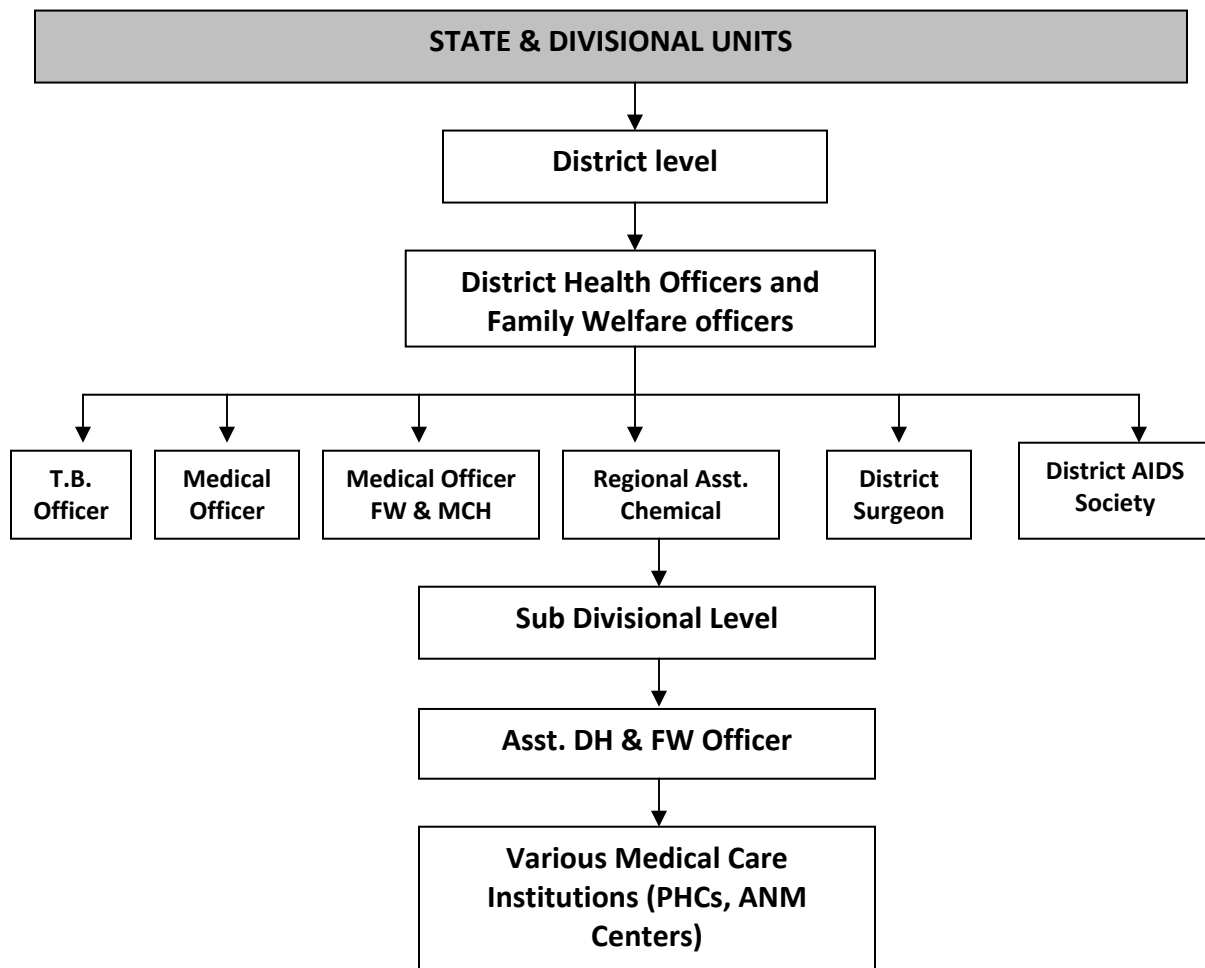 STATE & DIVISIONAL UNITS
District level
District Health Officers and
Family Welfare officers
T.B.
Officer
Medical
Officer
Medical Officer
FW & MCH
Regional Asst.
Chemical
District
Surgeon
District AIDS
Society
Sub Divisional Level
Asst. DH & FW Officer
Various Medical Care
Institutions (PHCs, ANM
Centers)